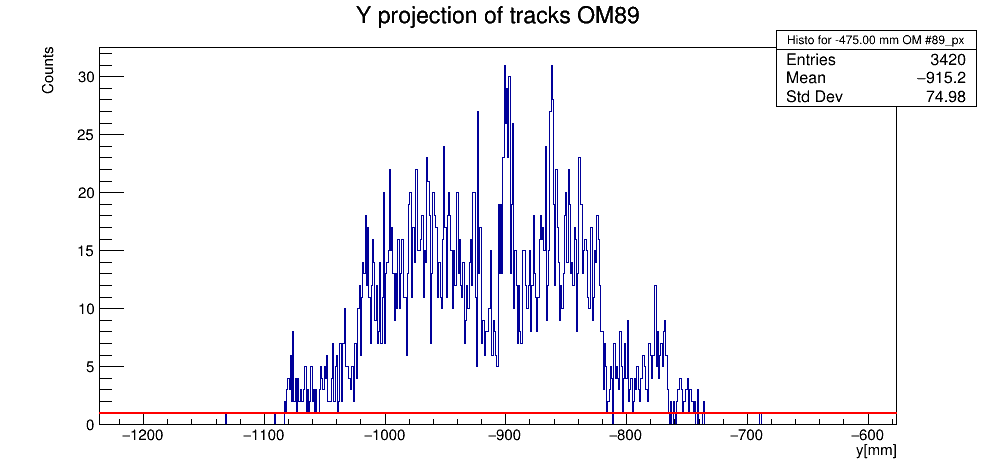 Y projection of tracks OM89
Histo for -475.00 mm OM #89_px
Entries 3420
Mean −915.2
Std Dev 74.98
Counts
30
25
20
15
10
5
0
−1200 −1100 −1000 −900 −800 −700 −600
y[mm]